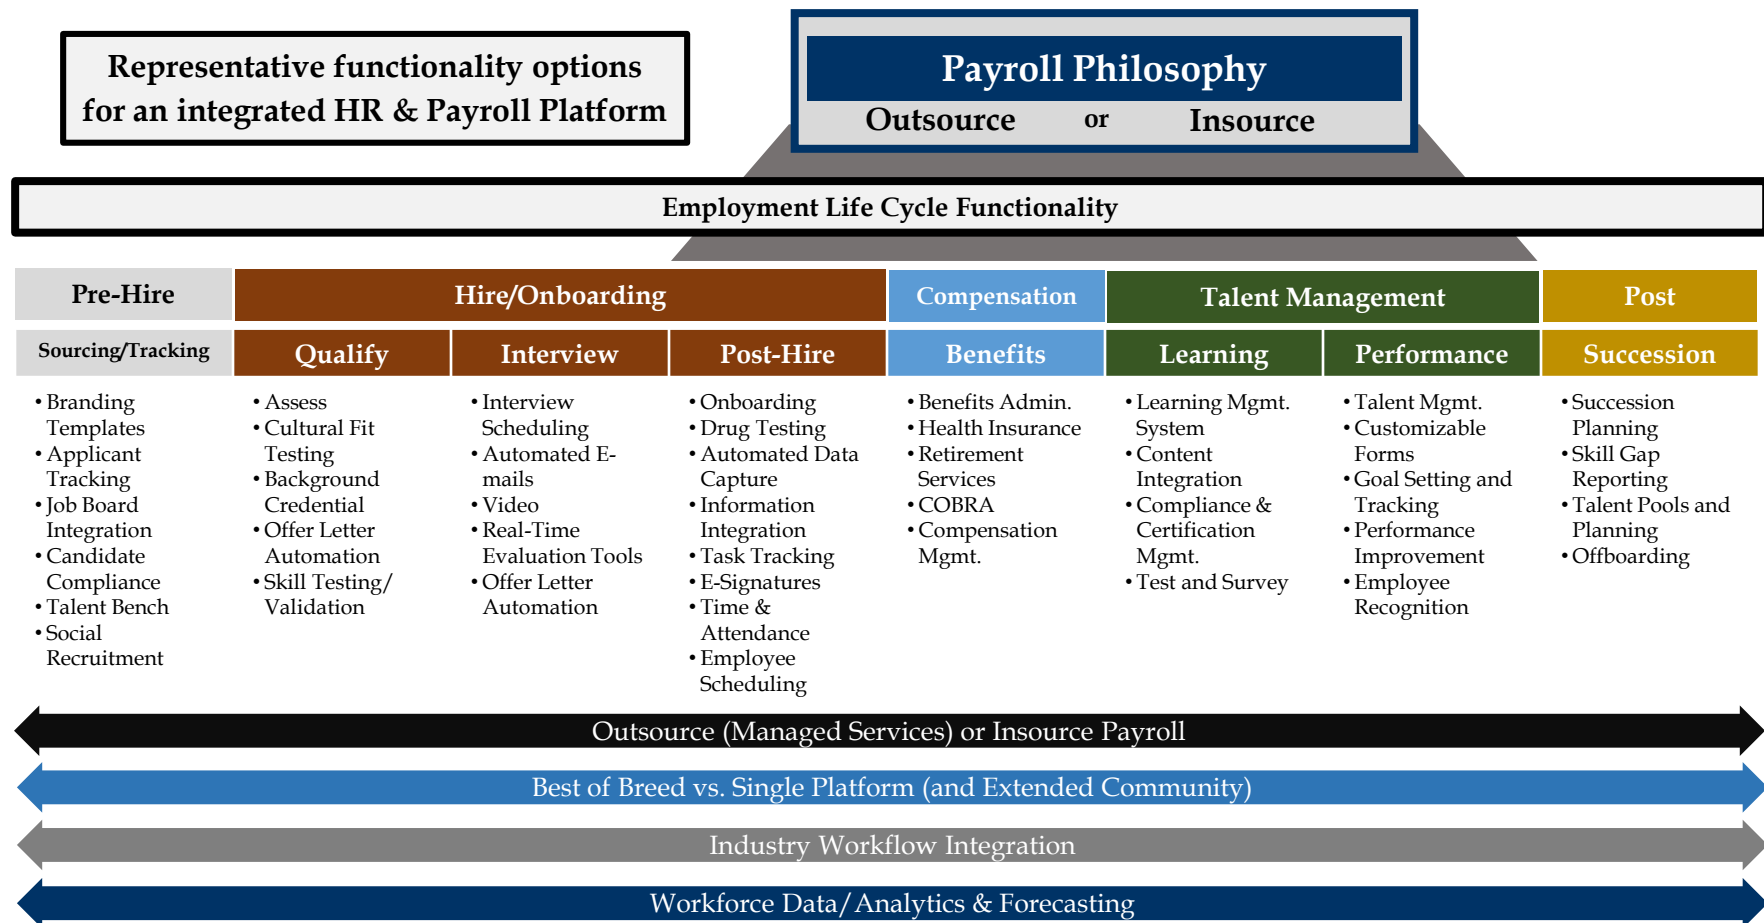 Representative functionality options
for an integrated HR & Payroll Platform
Payroll Philosophy
Outsource or Insource
Employment Life Cycle Functionality
Pre-Hire
Hire/Onboarding
Compensation
Talent Management
Post
Sourcing/Tracking
Qualify
Interview
Post-Hire
Benefits
Learning
Performance
Succession
• Branding
Templates
• Applicant
Tracking
• Job Board
Integration
• Candidate
Compliance
• Talent Bench
• Social
Recruitment
• Assess
• Cultural Fit
Testing
• Background
Credential
• Offer Letter
Automation
• Skill Testing/
Validation
• Interview
Scheduling
• Automated E-
mails
• Video
• Real-Time
Evaluation Tools
• Offer Letter
Automation
• Onboarding
• Drug Testing
• Automated Data
Capture
• Information
Integration
• Task Tracking
• E-Signatures
• Time &
Attendance
• Employee
Scheduling
• Benefits Admin.
• Health Insurance
• Retirement
Services
• COBRA
• Compensation
Mgmt.
• Learning Mgmt.
System
• Content
Integration
• Compliance &
Certification
Mgmt.
• Test and Survey
• Talent Mgmt.
• Customizable
Forms
• Goal Setting and
Tracking
• Performance
Improvement
• Employee
Recognition
• Succession
Planning
• Skill Gap
Reporting
• Talent Pools and
Planning
• Offboarding
Outsource (Managed Services) or Insource Payroll
Best of Breed vs. Single Platform (and Extended Community)
Industry Workflow Integration
Workforce Data/Analytics & Forecasting